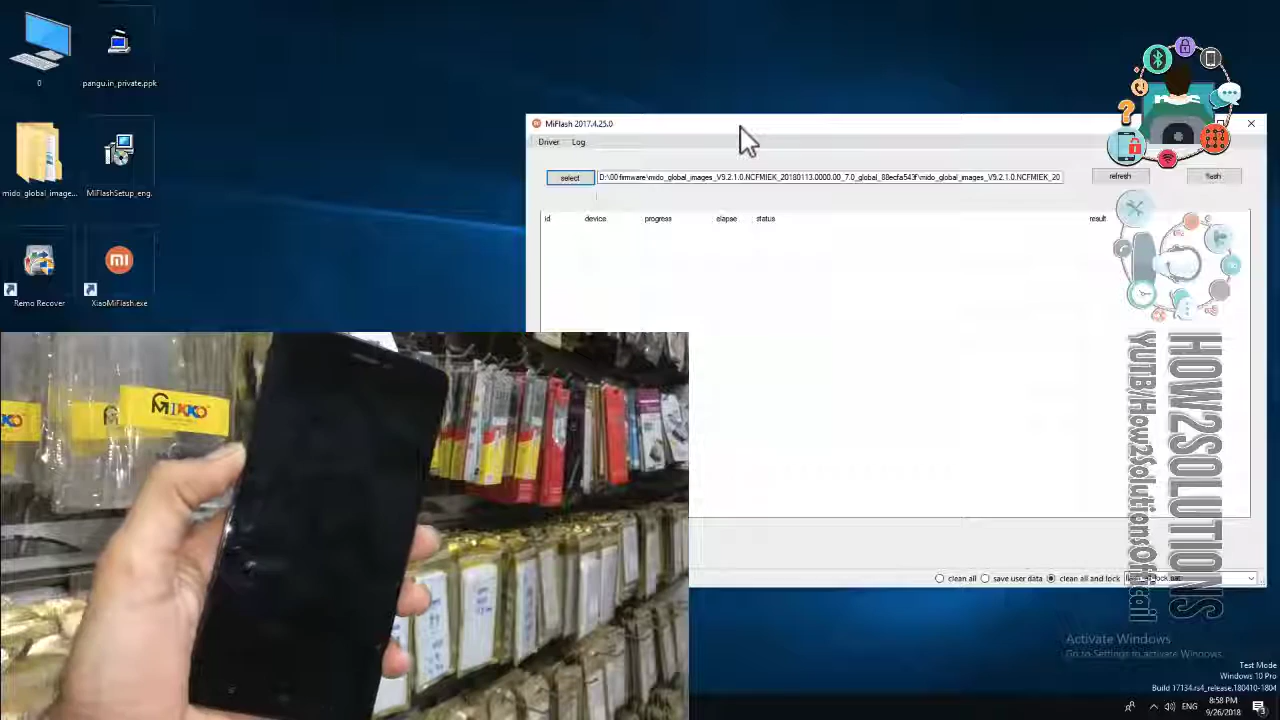 0
pangu.in_private.ppk
mido_global_image...
MiFlashSetup_eng.
Remo Recover
XiaoMiFlash.exe
MiFlash 2017.4.25.0
Driver Log
select D:\00firmware\mido_global_images_V9.2.1.0.NCFMIEK_20180113.0000.00_7.0_global_88ecfa543f\mido_global_images_V9.2.1.0.NCFMIEK_20 refresh flash
id device progress elapse status result
MIKKO
clean all save user data clean all and lock
HOW2SOLUTIONS
YUTB/How2SolutionsOfficail
Activate Windows
Go to Settings to activate Windows.
Test Mode
Windows 10 Pro
Build 17134.rs4_release.180410-1804
ENG
8:58 PM
9/26/2018